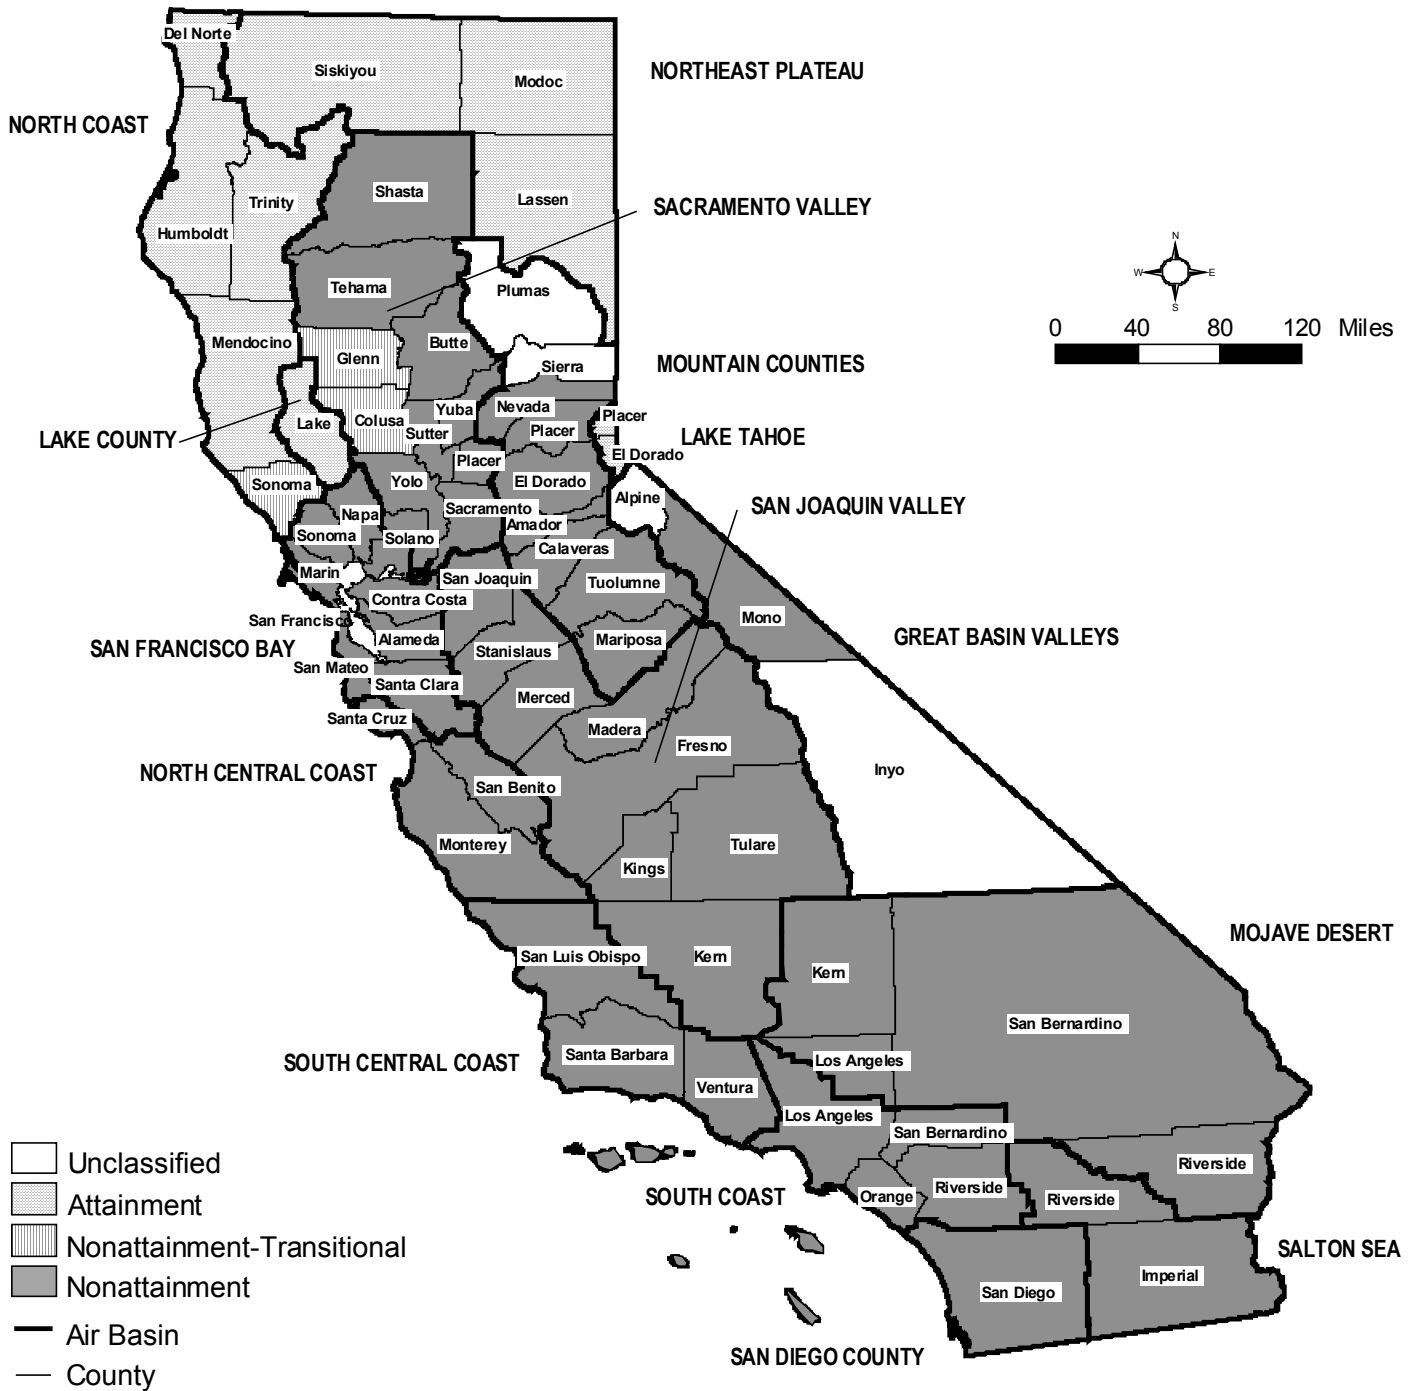 Del Norte
Siskiyou
Modoc
NORTHEAST PLATEAU
NORTH COAST
Shasta
Trinity
Lassen
SACRAMENTO VALLEY
Humboldt
N
W
E
S
Tehama
Plumas
0 40 80 120 Miles
Mendocino
Glenn
Butte
Sierra
MOUNTAIN COUNTIES
Lake
Colusa
Yuba
Nevada
Placer
Sutter
Placer
LAKE COUNTY
LAKE TAHOE
Placer
El Dorado
Sonoma
Yolo
El Dorado
Alpine
SAN JOAQUIN VALLEY
Napa
Sacramento
Sonoma
Solano
Amador
Calaveras
Marin
San Joaquin
Tuolumne
Contra Costa
San Francisco
Alameda
Mariposa
Mono
GREAT BASIN VALLEYS
SAN FRANCISCO BAY
Stanislaus
San Mateo
Santa Clara
Merced
Santa Cruz
Madera
Fresno
NORTH CENTRAL COAST
San Benito
Inyo
Monterey
Kings
Tulare
MOJAVE DESERT
San Luis Obispo
Kern
Kern
San Bernardino
SOUTH CENTRAL COAST
Santa Barbara
Ventura
Los Angeles
Los Angeles
San Bernardino
Riverside
SOUTH COAST
Orange
Riverside
Riverside
SALTON SEA
San Diego
Imperial
SAN DIEGO COUNTY
Unclassified
Attainment
Nonattainment-Transitional
Nonattainment
Air Basin
County